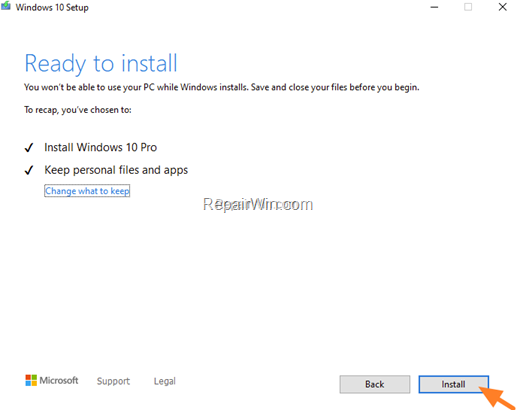 Windows 10 Setup
Ready to install
You won't be able to use your PC while Windows installs. Save and close your files before you begin.
To recap, you've chosen to:
✓ Install Windows 10 Pro
✓ Keep personal files and apps
Change what to keep
RepairWin.com
Microsoft Support Legal
Back Install